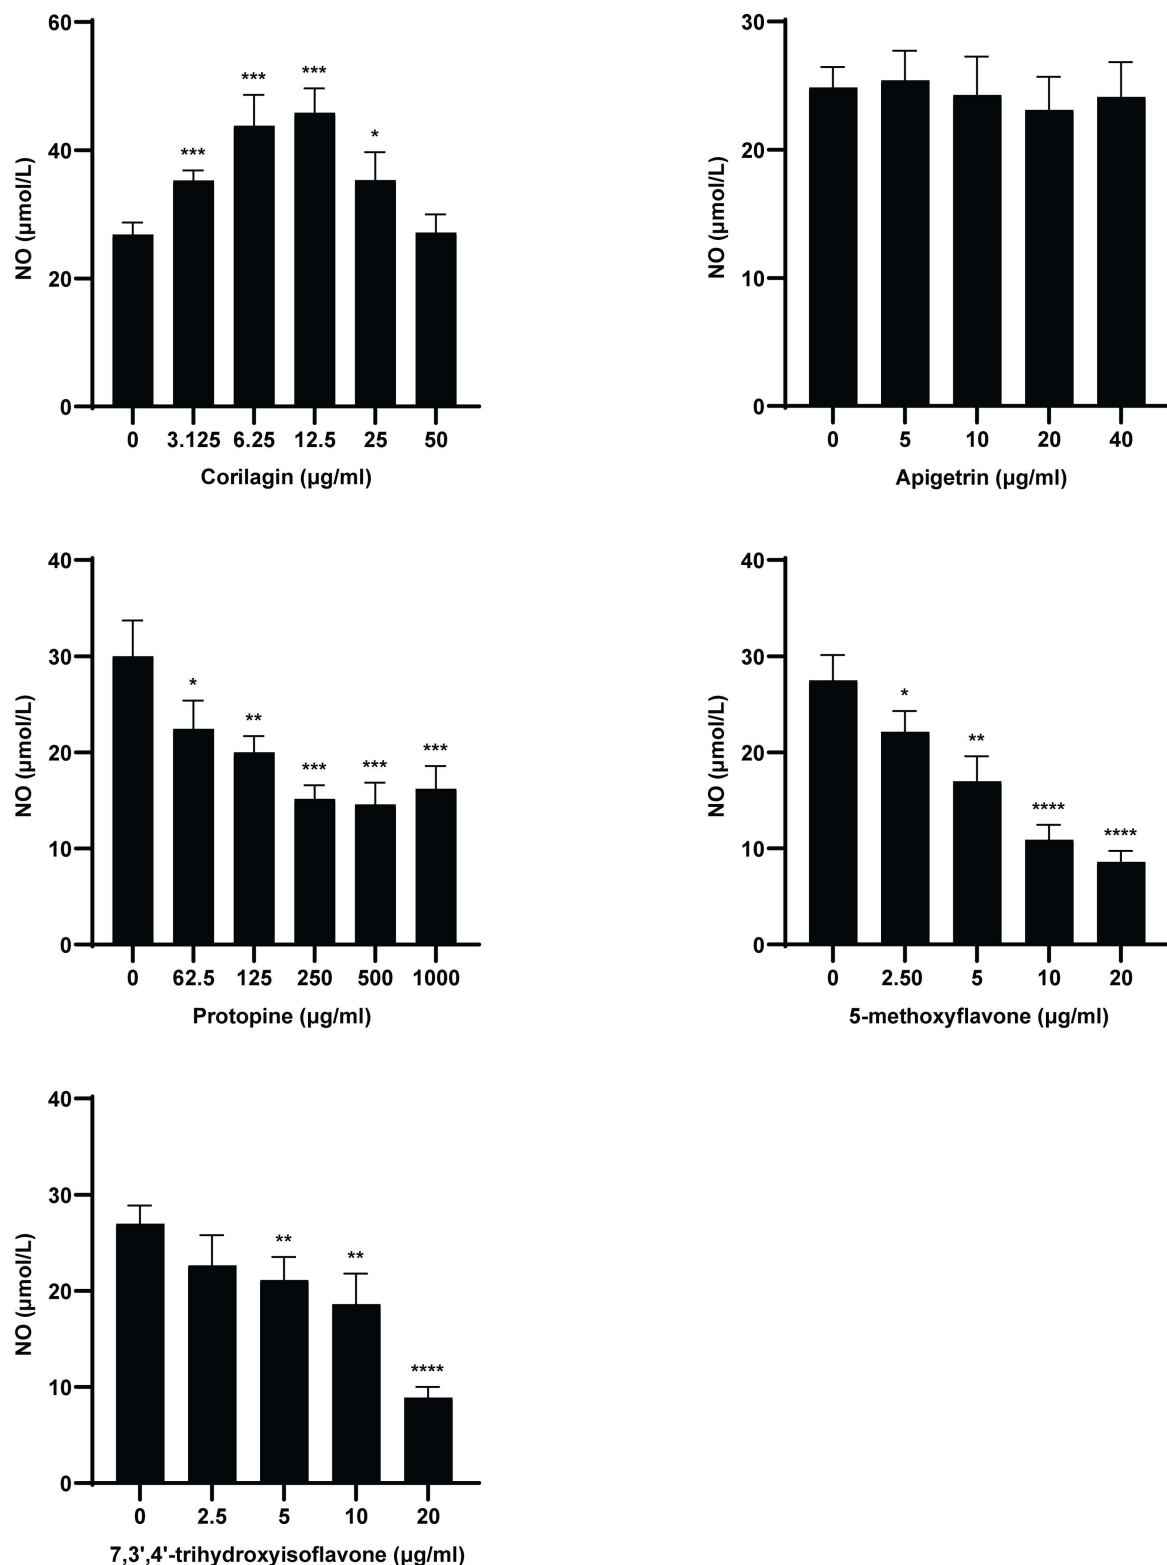 60
40
20
0
NO (µmol/L)
*** *** *** *
0 3.125 6.25 12.5 25 50
Corilagin (µg/ml)
30
20
10
0
NO (µmol/L)
0 5 10 20 40
Apigetrin (µg/ml)
40
30
20
10
0
NO (µmol/L)
* ** *** *** ***
0 62.5 125 250 500 1000
Protopine (µg/ml)
40
30
20
10
0
NO (µmol/L)
* ** **** ****
0 2.50 5 10 20
5-methoxyflavone (µg/ml)
40
30
20
10
0
NO (µmol/L)
** ** ****
0 2.5 5 10 20
7,3',4'-trihydroxyisoflavone (µg/ml)